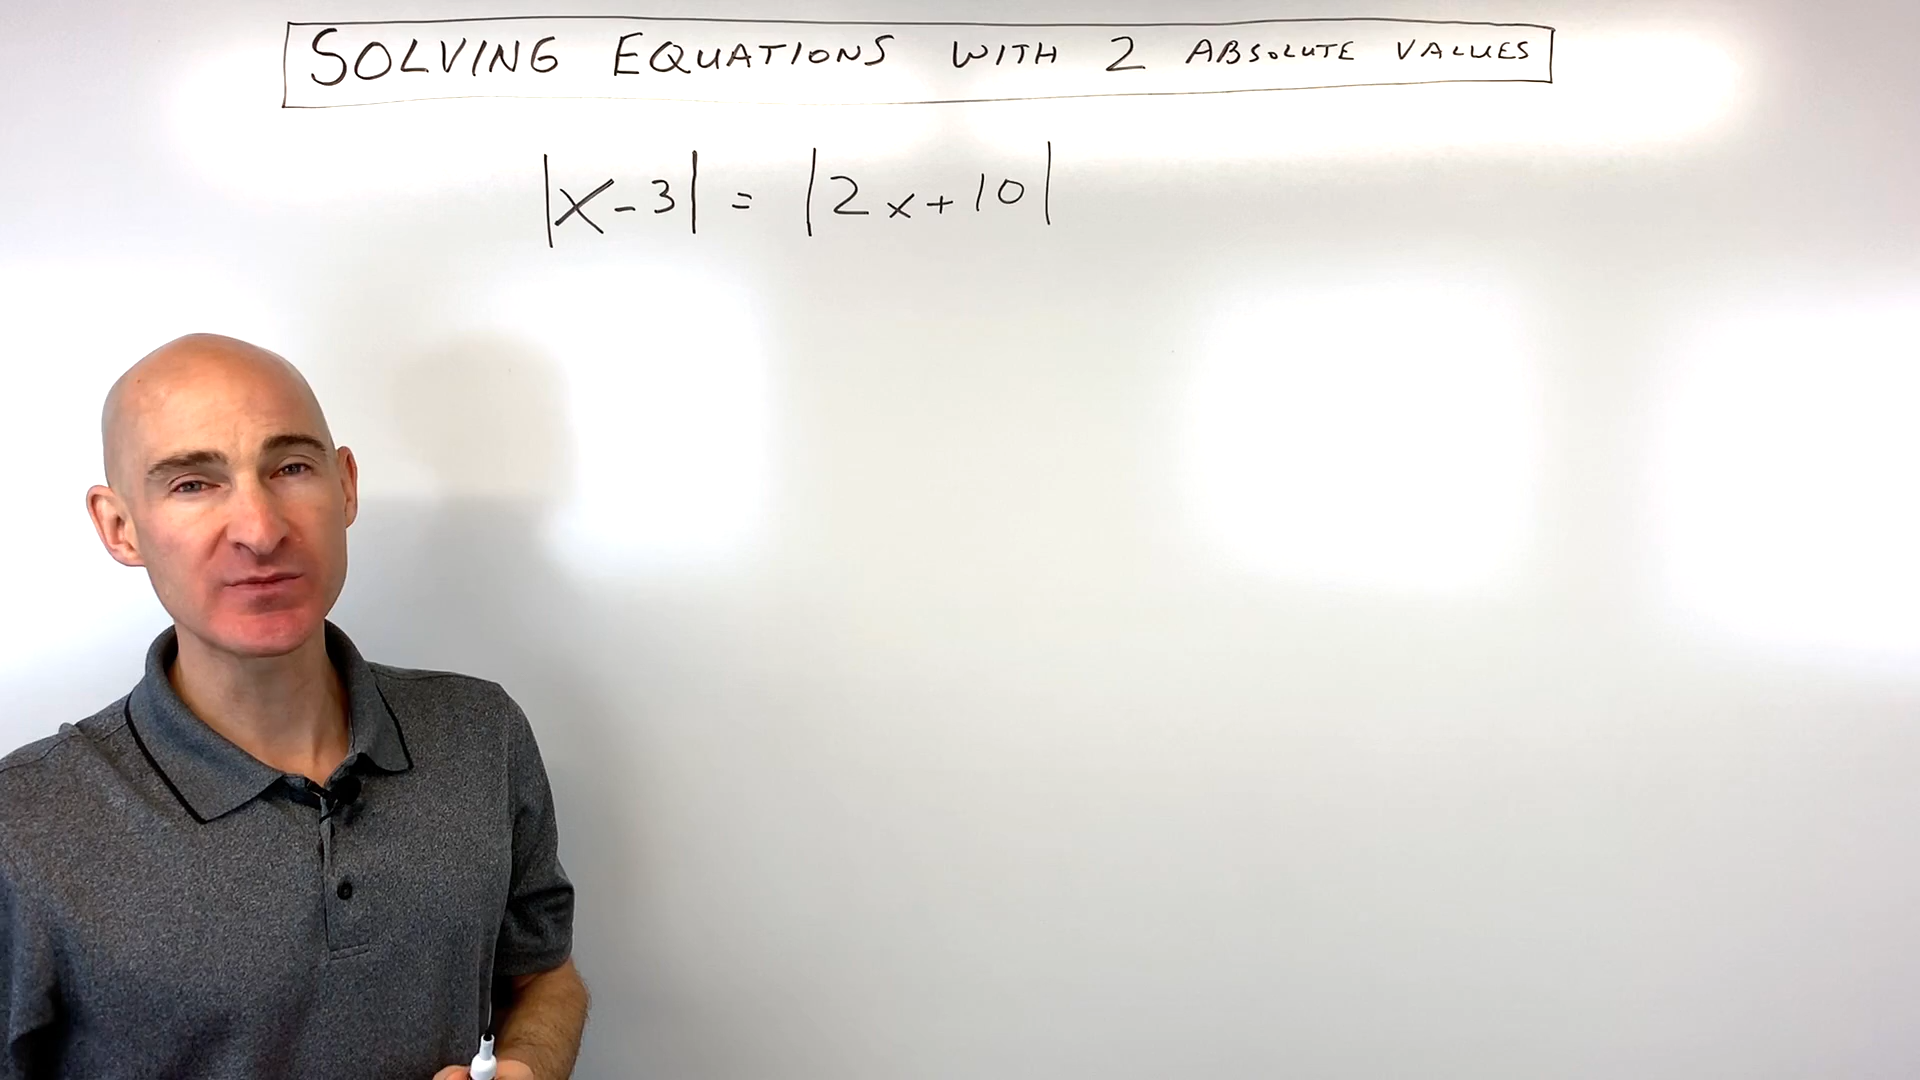 SOLVING EQUATIONS WITH 2 ABSOLUTE VALUES
|x-3| = |2x+10|